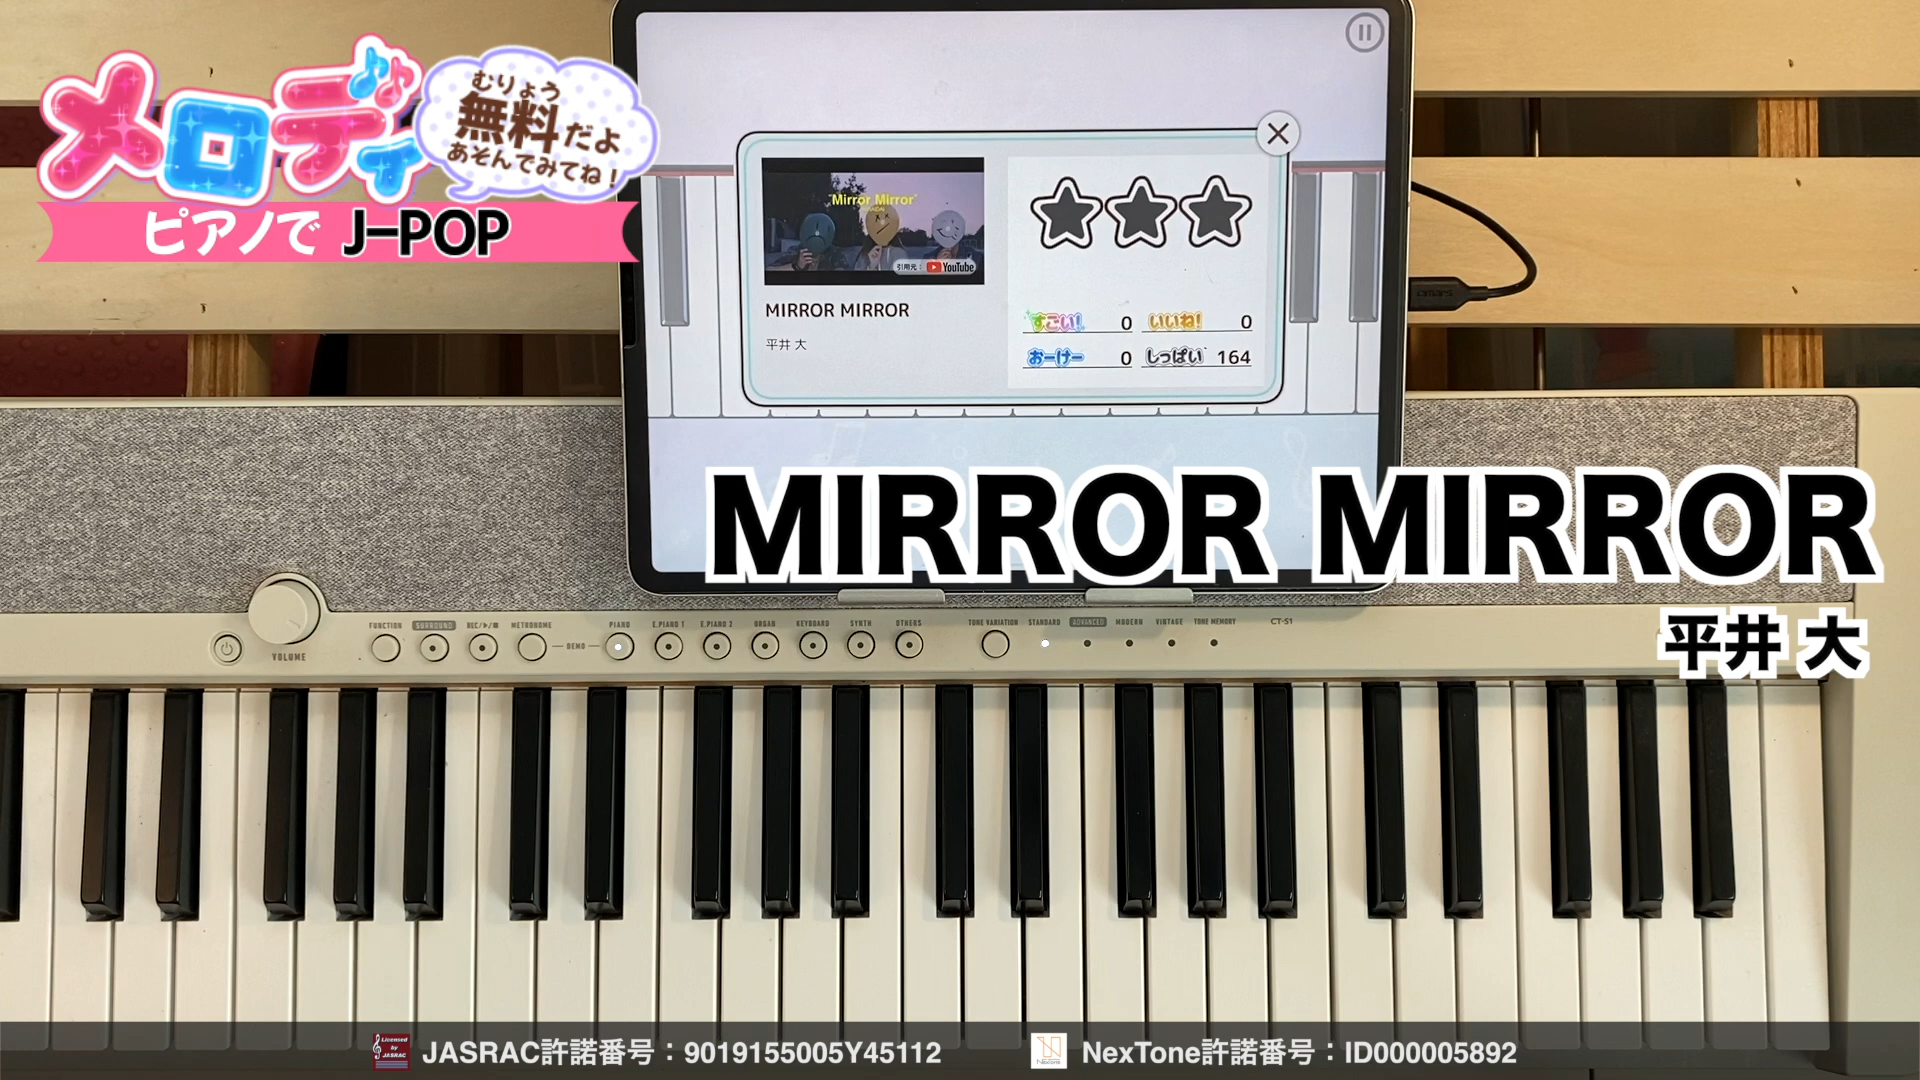 メロディ
むりょう
無料だよ
あそんでみてね!
ピアノで J-POP
"Mirror Mirror"
引用元: YouTube
MIRROR MIRROR
平井 大
すごい! 0 いいね! 0
おーけー 0 しっぱい 164
MIRROR MIRROR
平井 大
FUNCTION SURROUND REC/▶/■ METRONOME PIANO E.PIANO 1 E.PIANO 2 ORGAN KEYBOARD SYNTH OTHERS TONE VARIATION STANDARD ADVANCED MODERN VINTAGE TONE MEMORY CT-S1
DEMO
VOLUME
Licensed
by
JASRAC
JASRAC許諾番号:9019155005Y45112
NexTone
NexTone許諾番号:ID000005892